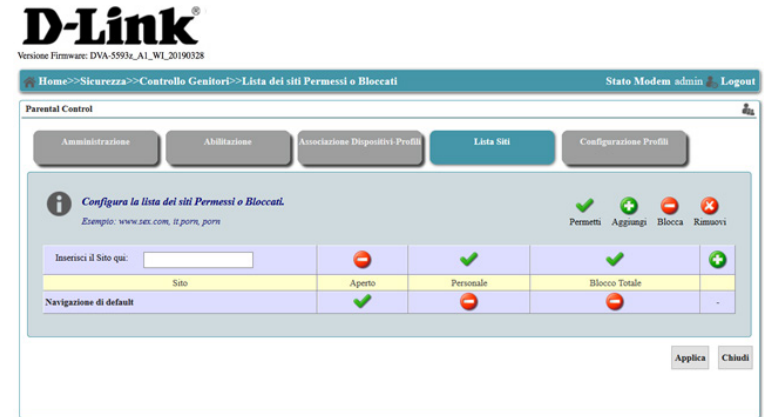 D-Link®
Versione Firmware: DVA-5593z_A1_WI_20190328
Home>>Sicurezza>>Controllo Genitori>>Lista dei siti Permessi o Bloccati Stato Modem admin Logout
Parental Control
Amministrazione Abilitazione Associazione Dispositivi-Profili Lista Siti Configurazione Profili
Configura la lista dei siti Permessi o Bloccati.
Esempio: www.sex.com, it.porn, porn
Permetti Aggiungi Blocca Rimuovi
Inserisci il Sito qui:
Sito Aperto Personale Blocco Totale
Navigazione di default -
Applica Chiudi